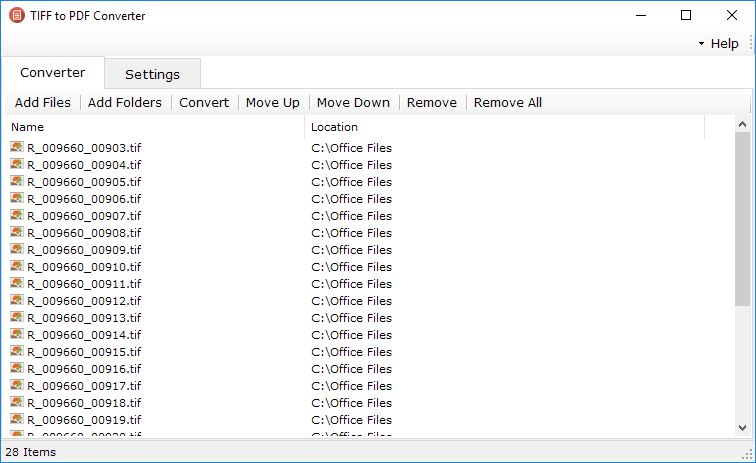 TIFF to PDF Converter
Help
Converter Settings
Add Files Add Folders Convert Move Up Move Down Remove Remove All
Name Location
R_009660_00903.tif C:\Office Files
R_009660_00904.tif C:\Office Files
R_009660_00905.tif C:\Office Files
R_009660_00906.tif C:\Office Files
R_009660_00907.tif C:\Office Files
R_009660_00908.tif C:\Office Files
R_009660_00909.tif C:\Office Files
R_009660_00910.tif C:\Office Files
R_009660_00911.tif C:\Office Files
R_009660_00912.tif C:\Office Files
R_009660_00913.tif C:\Office Files
R_009660_00914.tif C:\Office Files
R_009660_00915.tif C:\Office Files
R_009660_00916.tif C:\Office Files
R_009660_00917.tif C:\Office Files
R_009660_00918.tif C:\Office Files
R_009660_00919.tif C:\Office Files
28 Items